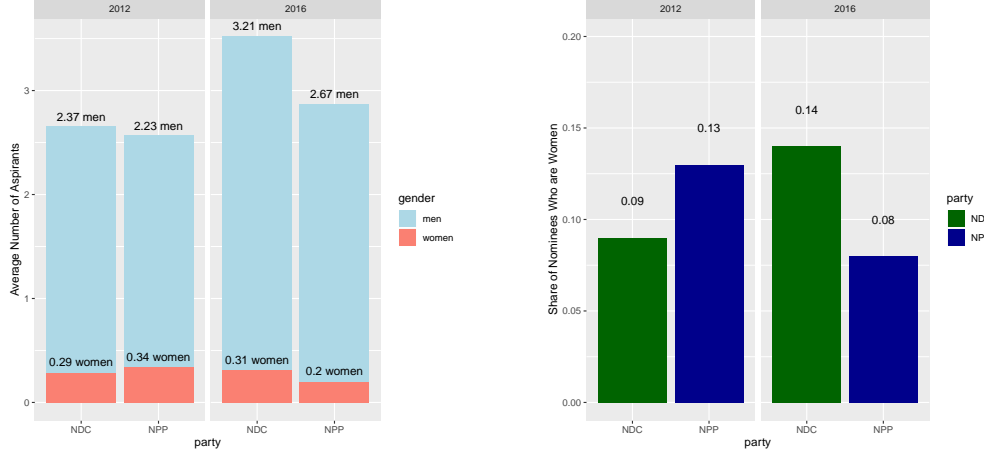 2012
2016
3.21 men
2.37 men
2.23 men
2.67 men
0.29 women
0.34 women
0.31 women
0.2 women
3
2
1
0
Average Number of Aspirants
NDC
NPP
NDC
NPP
party
gender
men
women
2012
2016
0.09
0.13
0.14
0.08
0.20
0.15
0.10
0.05
0.00
Share of Nominees Who are Women
NDC
NPP
NDC
NPP
party
party
ND
NP